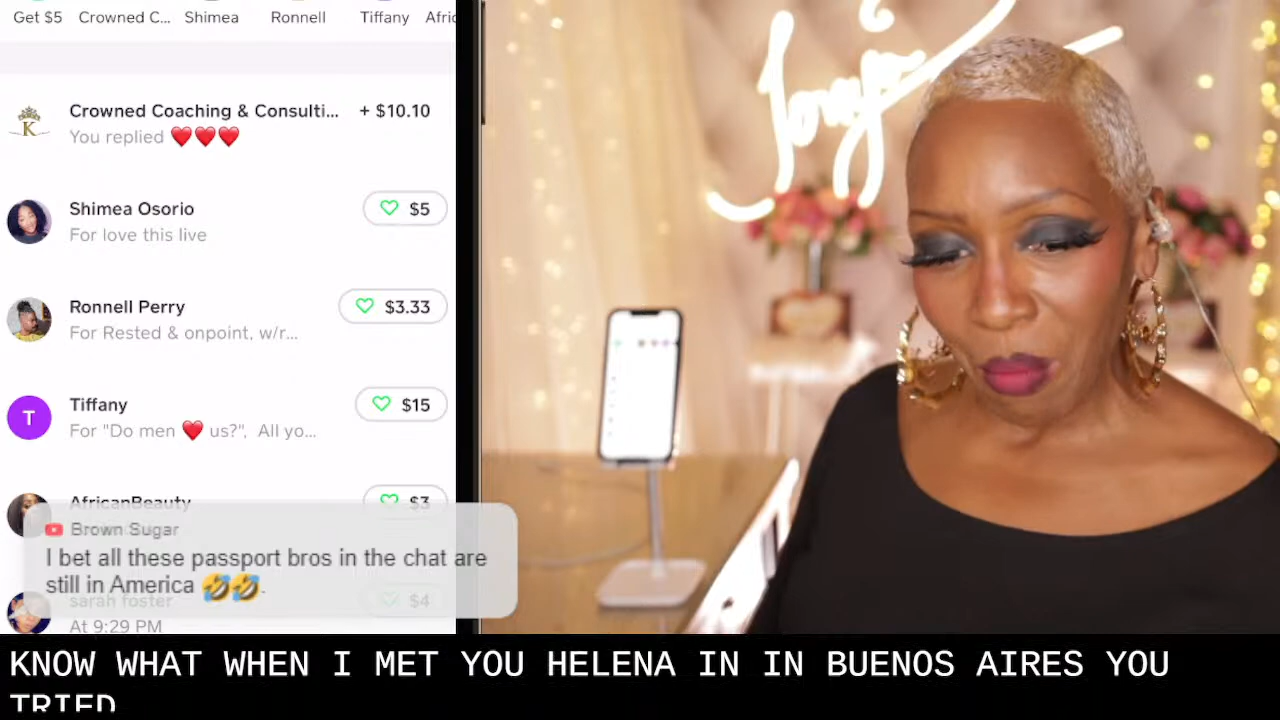 Get $5 Crowned C... Shimea Ronnell Tiffany Afric
Crowned Coaching & Consulti... + $10.10
You replied ❤️❤️❤️
Shimea Osorio $5
For love this live
Ronnell Perry $3.33
For Rested & onpoint, w/r...
T Tiffany $15
For "Do men ❤️ us?", All yo...
AfricanBeauty $3
Brown Sugar
I bet all these passport bros in the chat are
still in America 🤣🤣.
sarah foster $4
At 9:29 PM
KNOW WHAT WHEN I MET YOU HELENA IN IN BUENOS AIRES YOU
TRIED